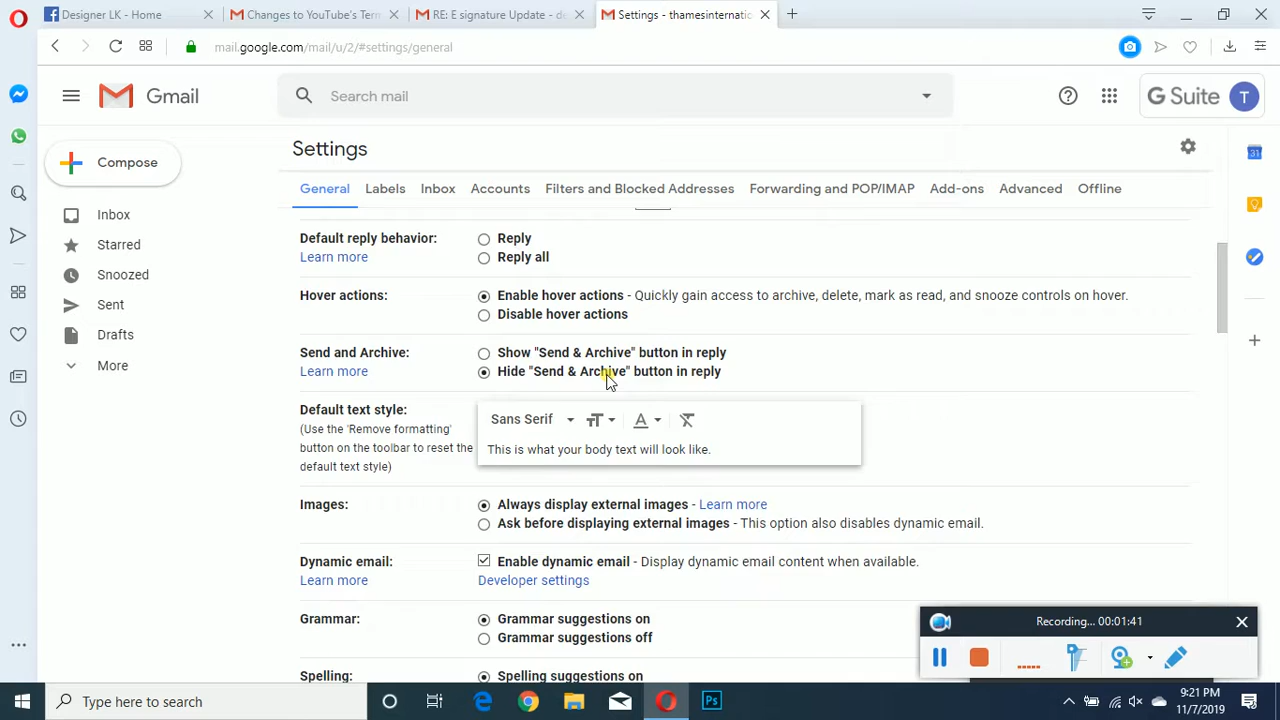 Designer LK - Home
Changes to YouTube's Term
RE: E signature Update - de
Settings - thamesinternatio
mail.google.com/mail/u/2/#settings/general
Gmail
Search mail
G Suite
T
Compose
Settings
31
General
Labels
Inbox
Accounts
Filters and Blocked Addresses
Forwarding and POP/IMAP
Add-ons
Advanced
Offline
Inbox
Starred
Snoozed
Sent
Drafts
More
Default reply behavior:
Learn more
Reply
Reply all
Hover actions:
Enable hover actions - Quickly gain access to archive, delete, mark as read, and snooze controls on hover.
Disable hover actions
Send and Archive:
Learn more
Show "Send & Archive" button in reply
Hide "Send & Archive" button in reply
Default text style:
(Use the 'Remove formatting'
button on the toolbar to reset the
default text style)
Sans Serif
This is what your body text will look like.
Images:
Always display external images - Learn more
Ask before displaying external images - This option also disables dynamic email.
Dynamic email:
Learn more
Enable dynamic email - Display dynamic email content when available.
Developer settings
Grammar:
Grammar suggestions on
Grammar suggestions off
Spelling:
Spelling suggestions on
Recording... 00:01:41
Type here to search
Ps
9:21 PM
11/7/2019